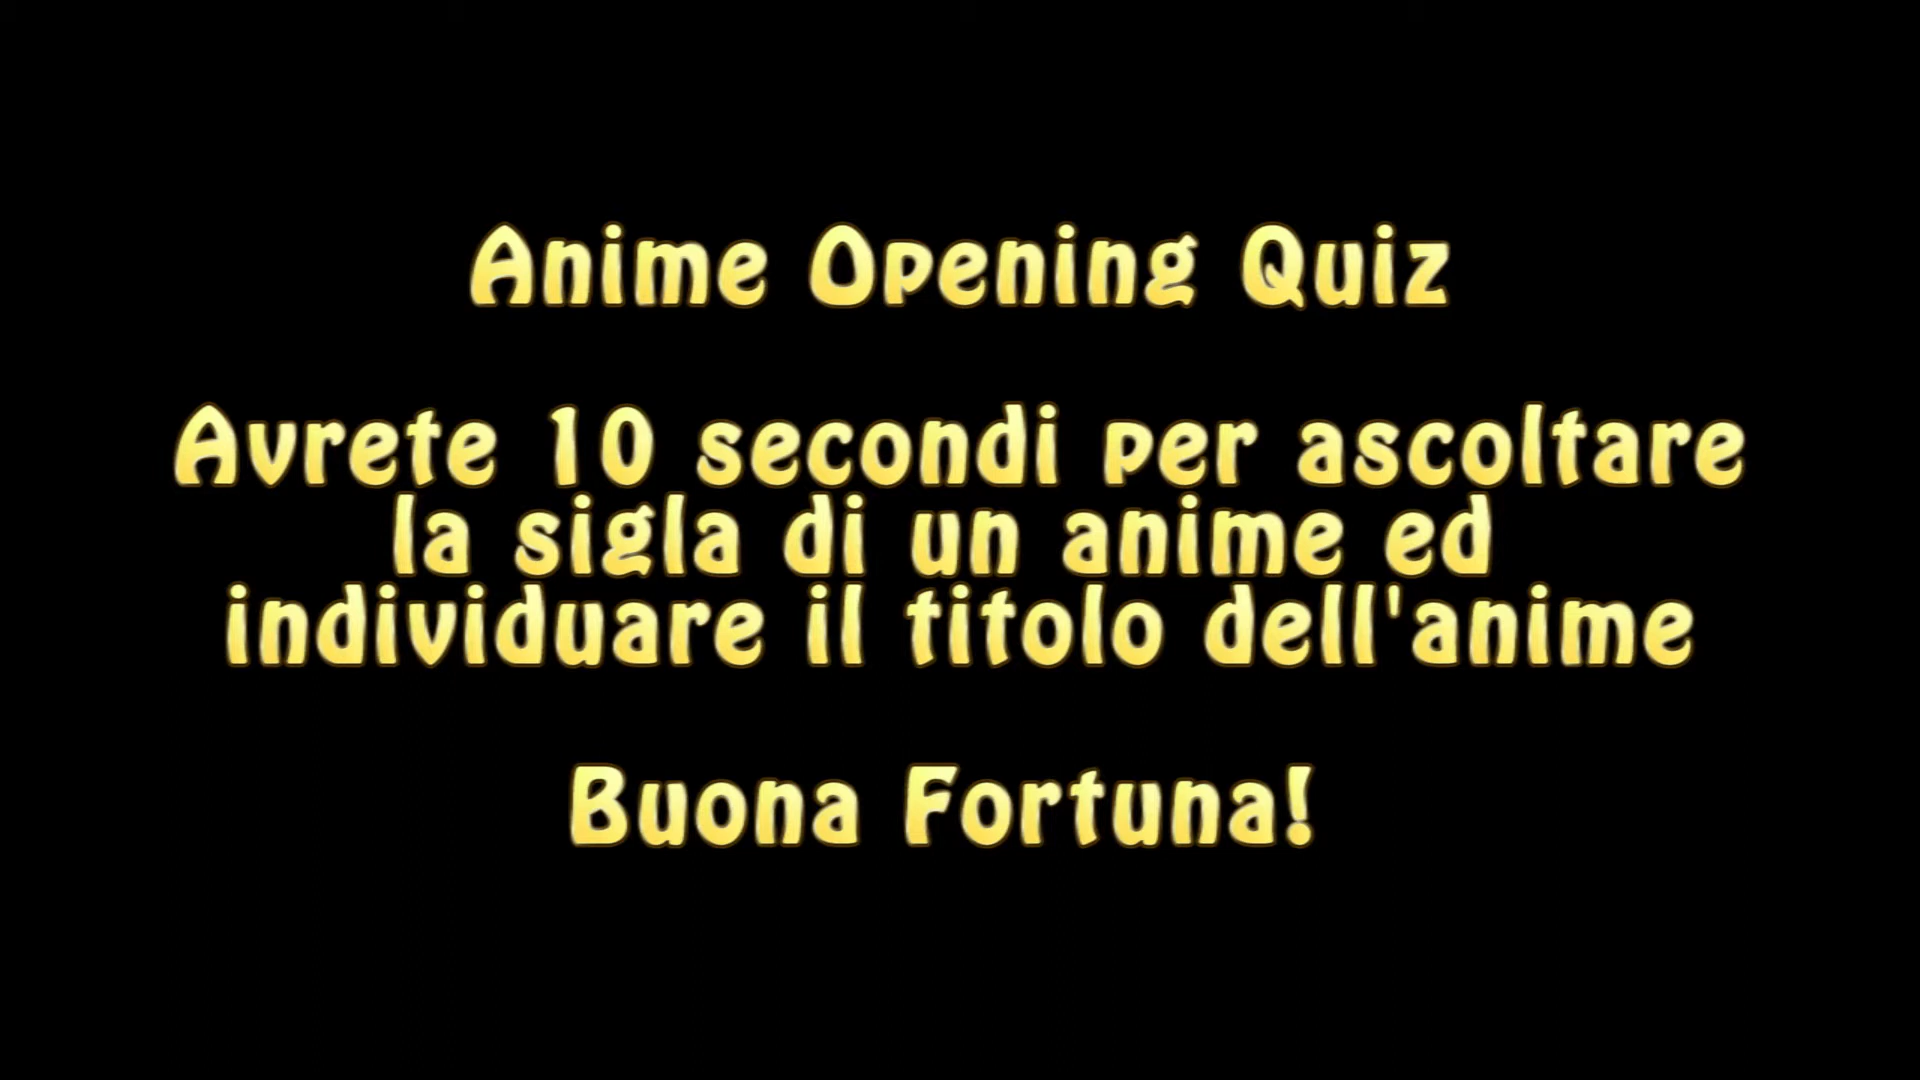 Anime Opening Quiz
Avrete 10 secondi per ascoltare
la sigla di un anime ed
individuare il titolo dell'anime
Buona Fortuna!